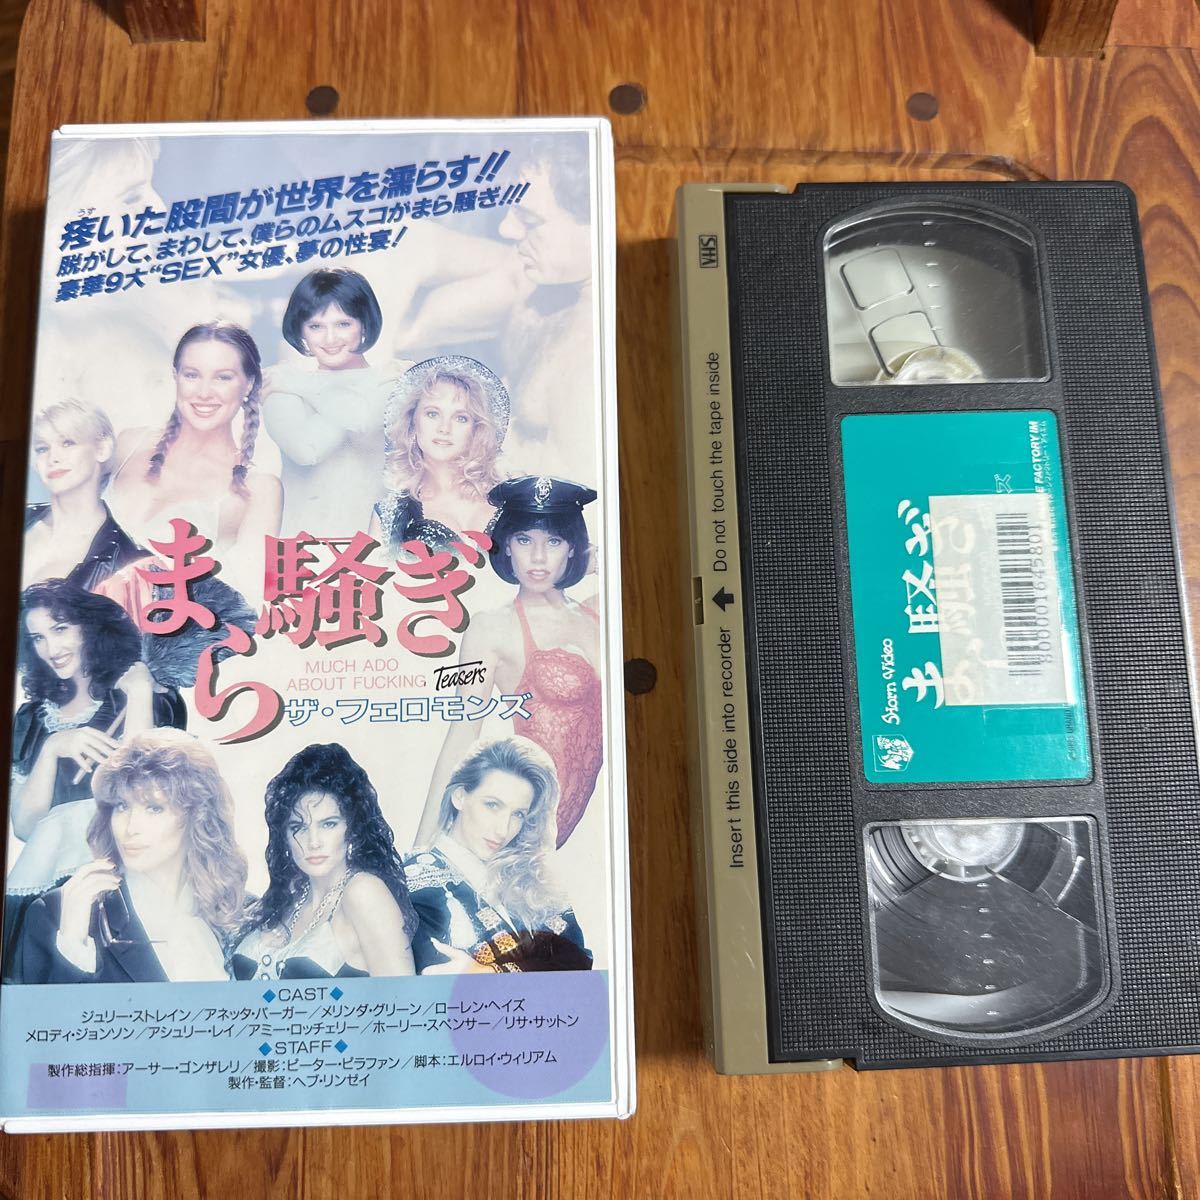 疼いた股間が世界を濡らす!!
うず
脱がして、まわして、僕らのムスコがまら騒ぎ!!!
豪華9大“SEX”女優、夢の性宴!
まら騒ぎ
MUCH ADO
ABOUT FUCKING Teasers
ザ・フェロモンズ
◆CAST◆
ジュリー・ストレイン/アネッタ・バーガー/メリンダ・グリーン/ローレン・ヘイズ
メロディ・ジョンソン/アシュリー・レイ/アミー・ロッチェリー/ホーリー・スペンサー/リサ・サットン
◆STAFF◆
製作総指揮:アーサー・ゴンザレリ/撮影:ピーター・ピラファン/脚本:エルロイ・ウィリアム
製作・監督:ヘブ・リンゼイ
VHS
Insert this side into recorder ↑ Do not touch the tape inside
Video
騒ぎ
FACTORY IM